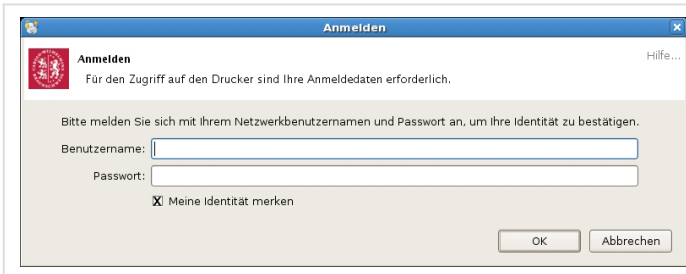 Anmelden
Anmelden
Hilfe...
Für den Zugriff auf den Drucker sind Ihre Anmeldedaten erforderlich.
Bitte melden Sie sich mit Ihrem Netzwerkbenutzernamen und Passwort an, um Ihre Identität zu bestätigen.
Benutzername:
Passwort:
X Meine Identität merken
OK Abbrechen